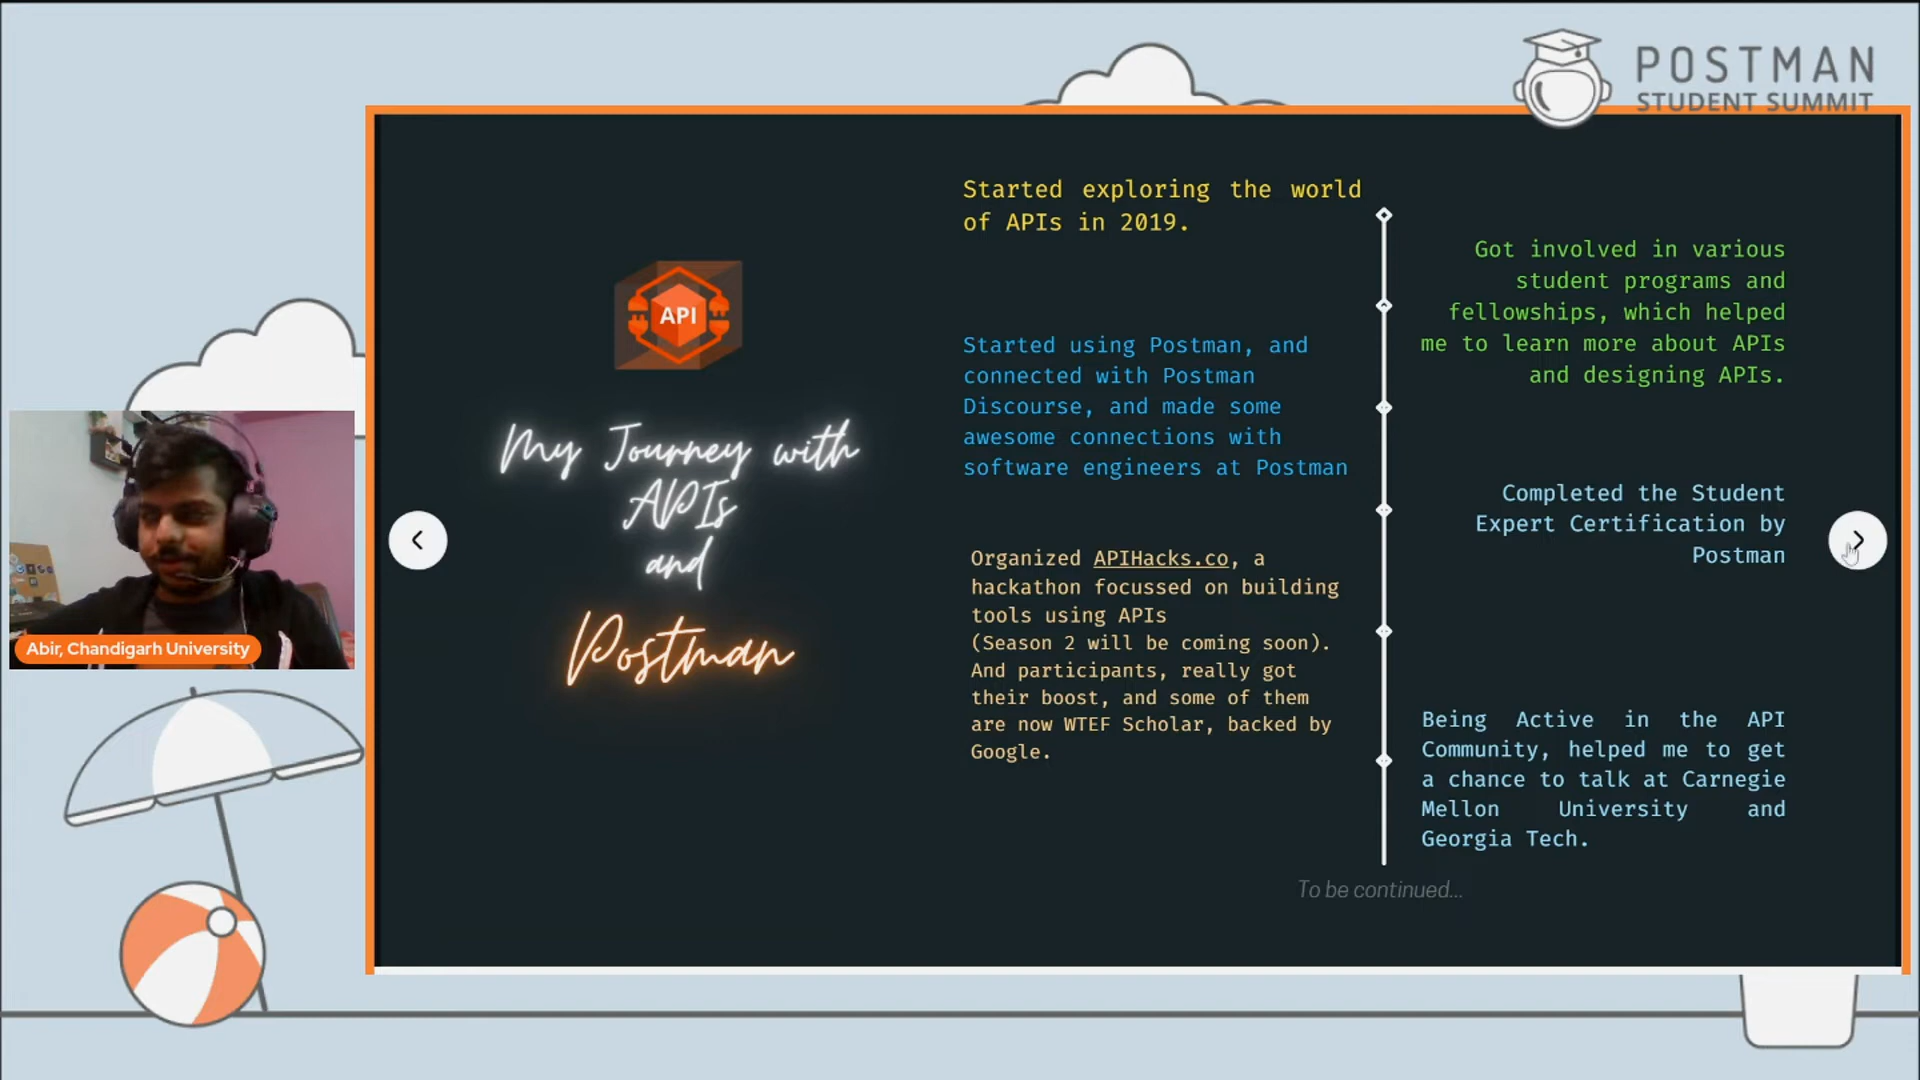 POSTMAN
STUDENT SUMMIT
API
My Journey with
APIs
and
Postman
Started exploring the world
of APIs in 2019.
Got involved in various
student programs and
fellowships, which helped
me to learn more about APIs
and designing APIs.
Started using Postman, and
connected with Postman
Discourse, and made some
awesome connections with
software engineers at Postman
Completed the Student
Expert Certification by
Postman
Organized APIHacks.co, a
hackathon focussed on building
tools using APIs
(Season 2 will be coming soon).
And participants, really got
their boost, and some of them
are now WTEF Scholar, backed by
Google.
Being Active in the API
Community, helped me to get
a chance to talk at Carnegie
Mellon University and
Georgia Tech.
To be continued...
Abir, Chandigarh University